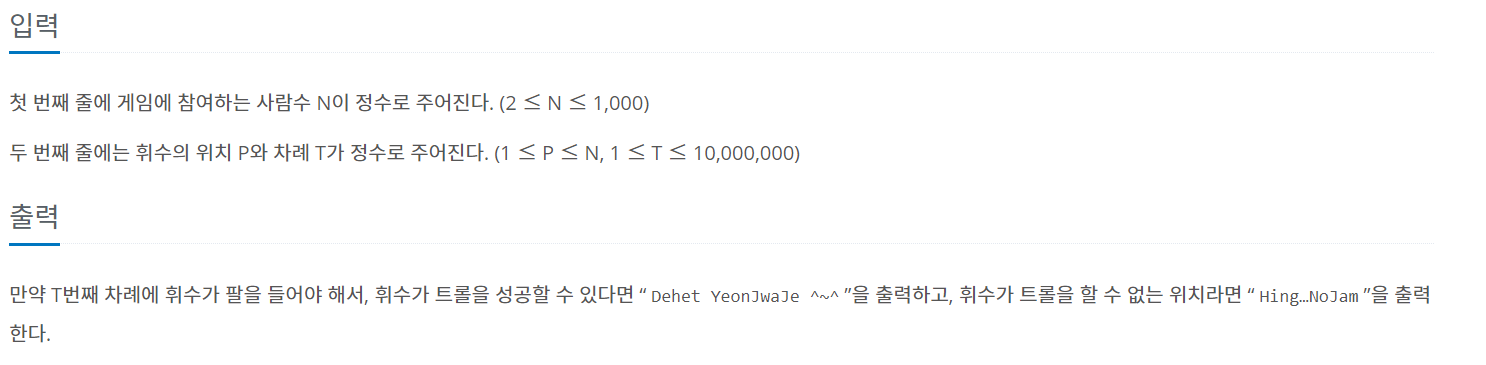 입력
첫 번째 줄에 게임에 참여하는 사람수 N이 정수로 주어진다. (2 ≤ N ≤ 1,000)
두 번째 줄에는 휘수의 위치 P와 차례 T가 정수로 주어진다. (1 ≤ P ≤ N, 1 ≤ T ≤ 10,000,000)
출력
만약 T번째 차례에 휘수가 팔을 들어야 해서, 휘수가 트롤을 성공할 수 있다면 “Dehet YeonJwaJe ^~^”을 출력하고, 휘수가 트롤을 할 수 없는 위치라면 “Hing…NoJam”을 출력
한다.